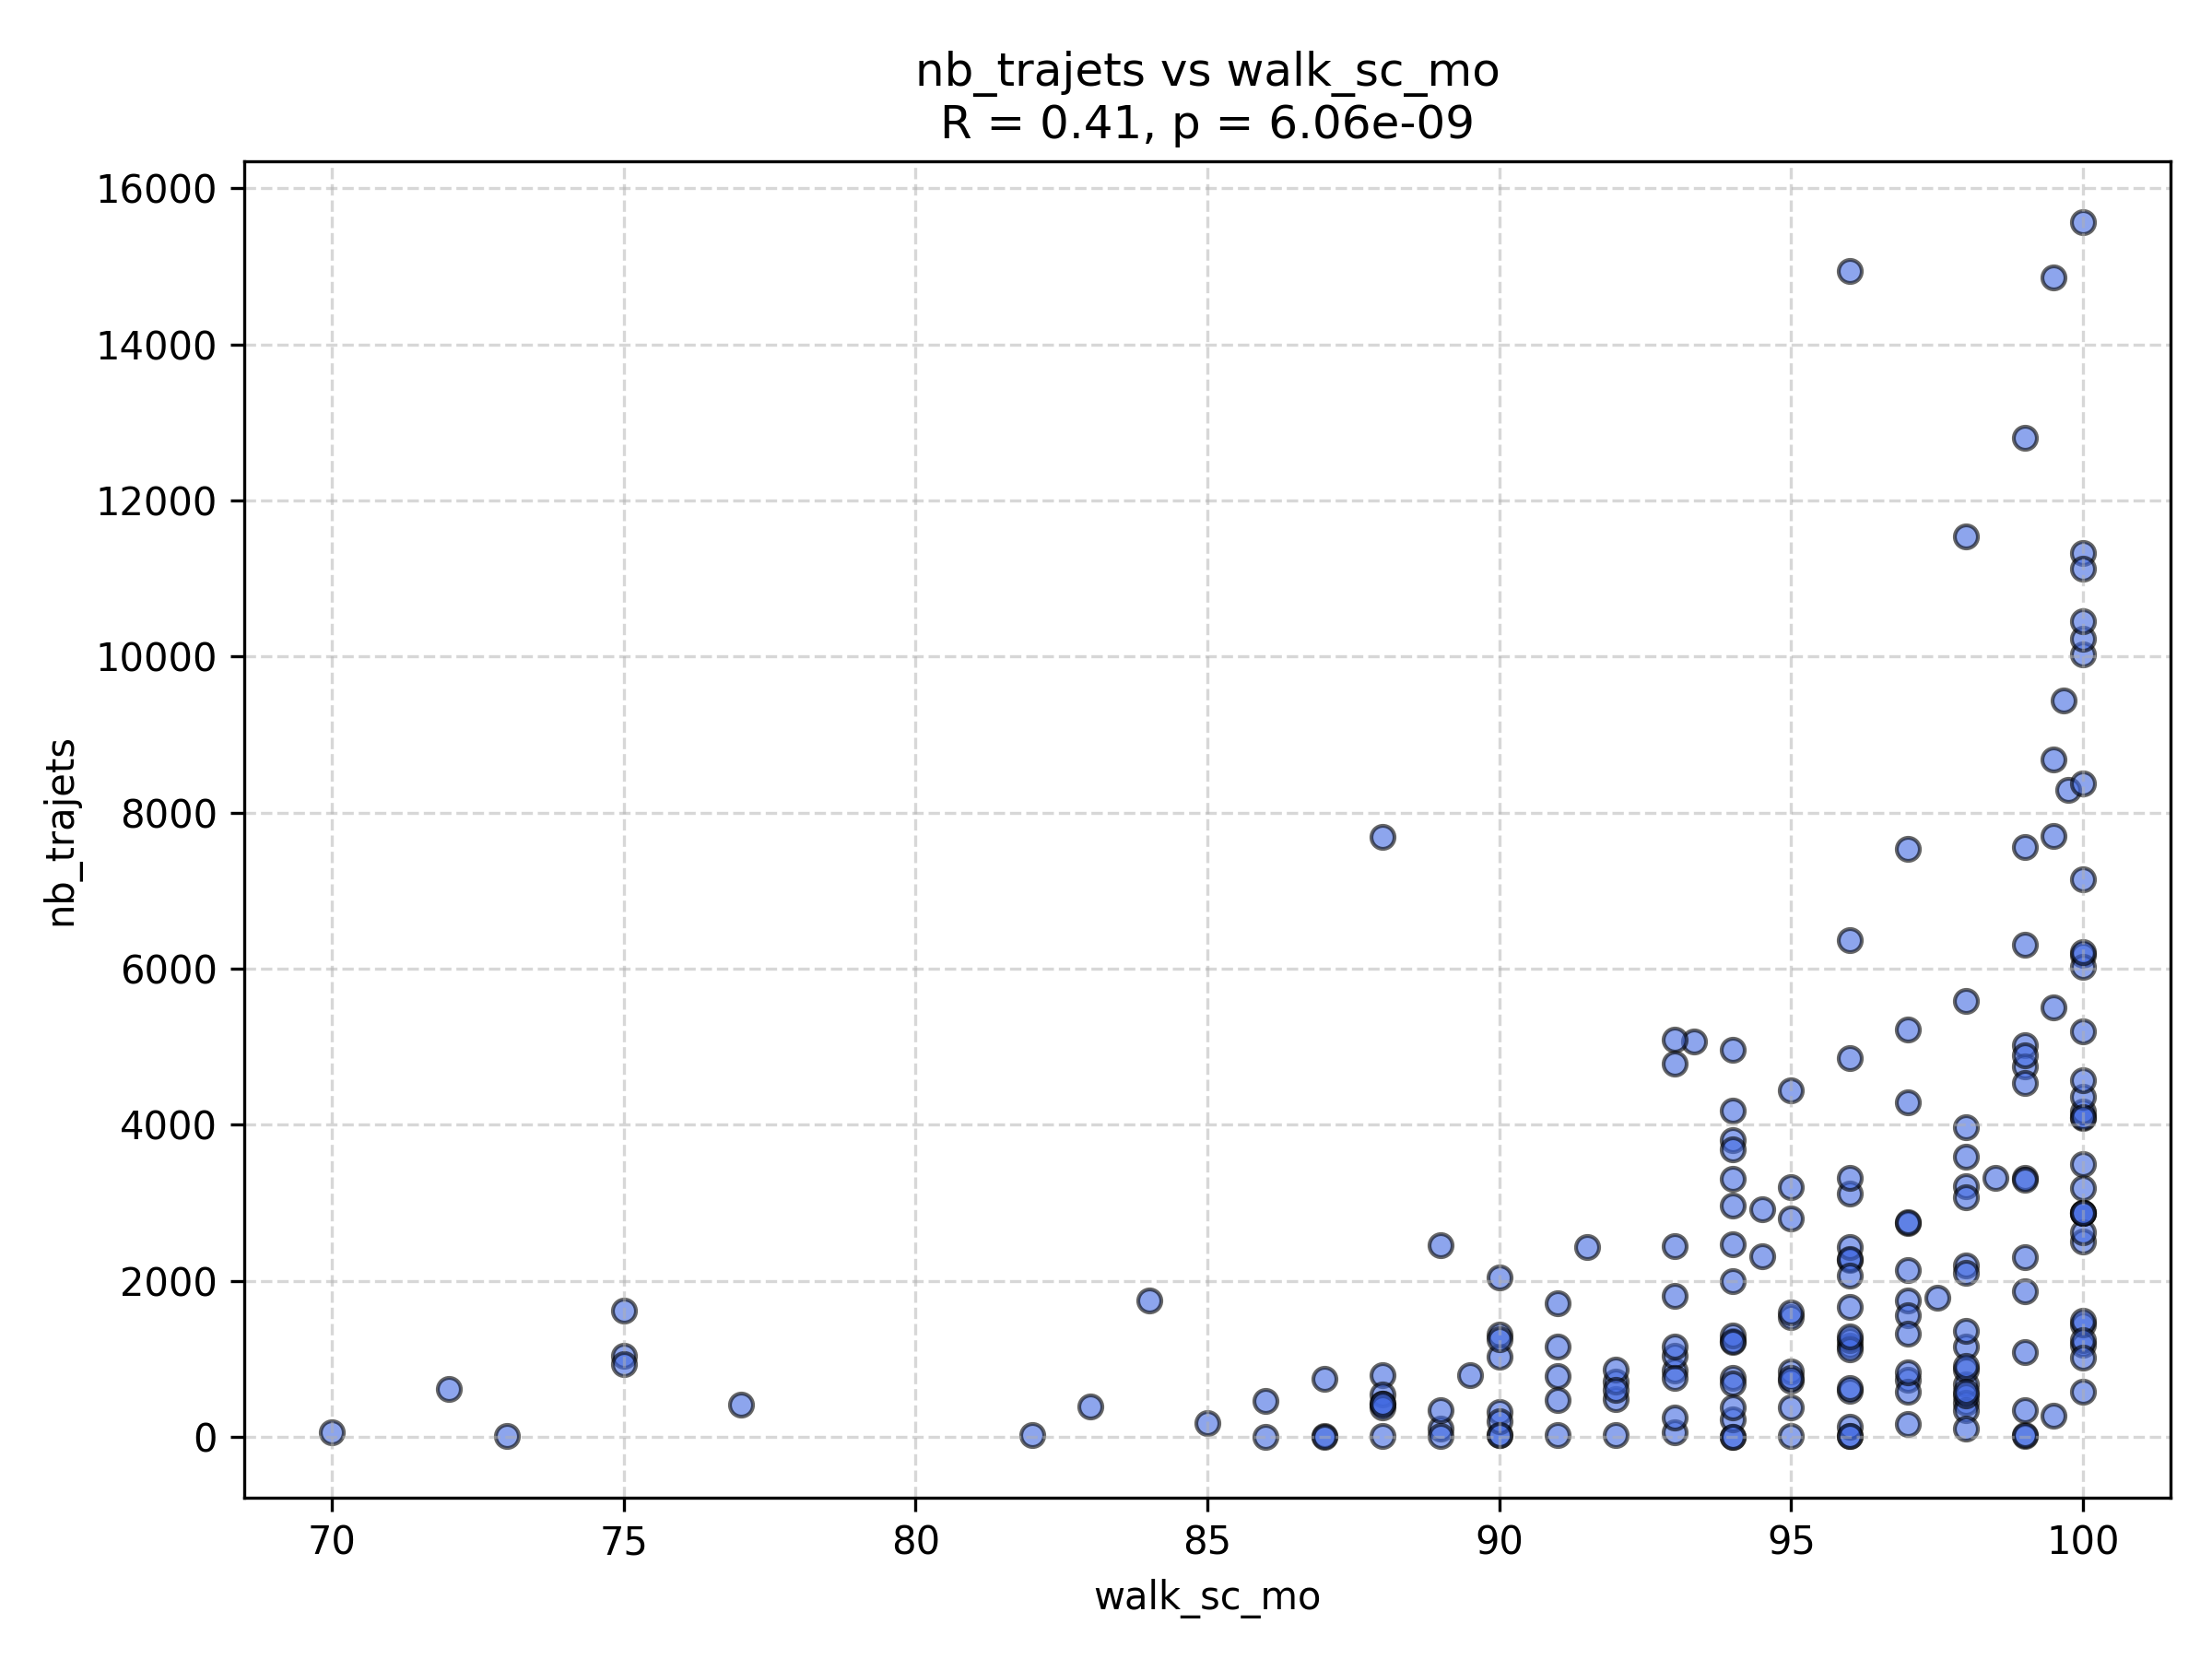 nb_trajets vs walk_sc_mo
R = 0.41, p = 6.06e-09
16000
14000
12000
10000
8000
6000
4000
2000
0
nb_trajets
70 75 80 85 90 95 100
walk_sc_mo